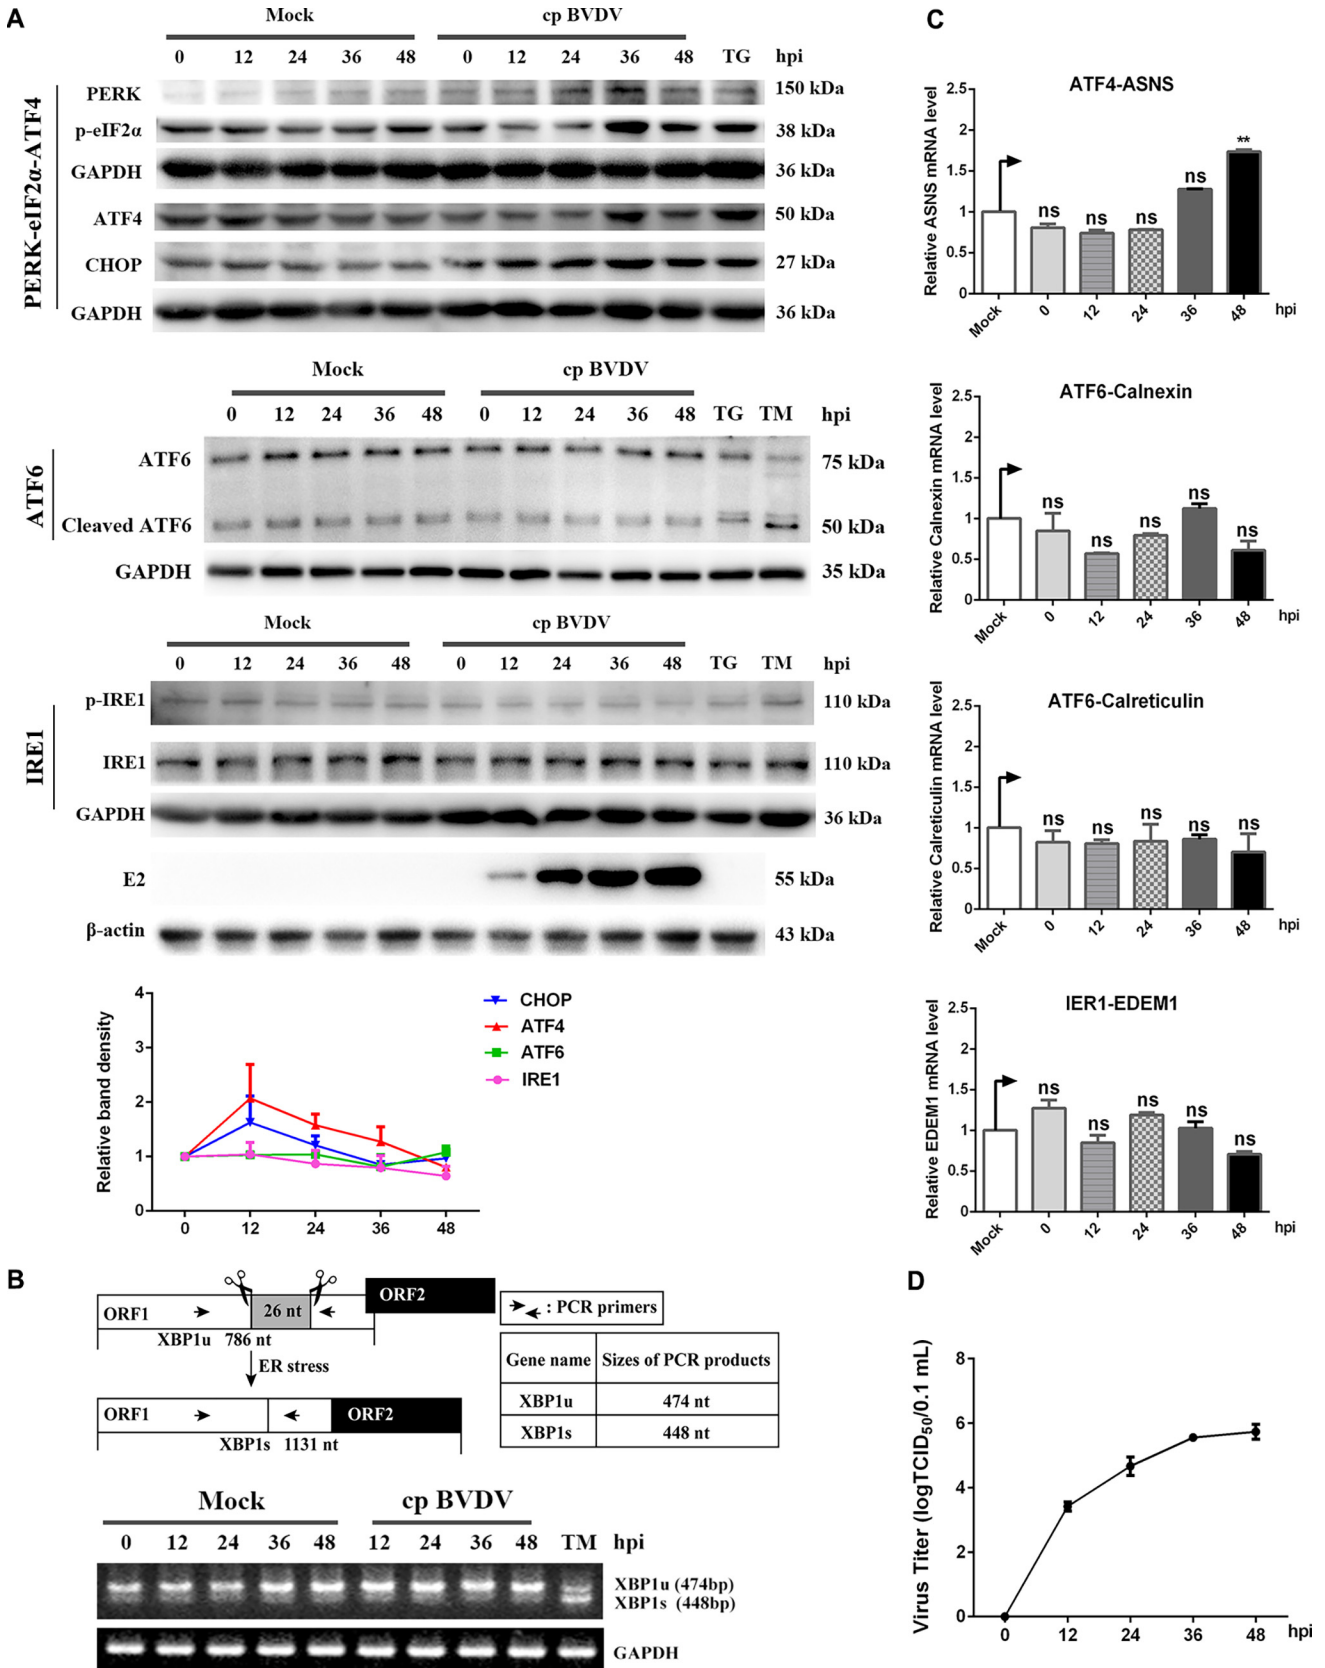 A
Mock cp BVDV
0 12 24 36 48 0 12 24 36 48 TG hpi
PERK-eIF2α-ATF4
PERK 150 kDa
p-eIF2α 38 kDa
GAPDH 36 kDa
ATF4 50 kDa
CHOP 27 kDa
GAPDH 36 kDa
Mock cp BVDV
0 12 24 36 48 0 12 24 36 48 TG TM hpi
ATF6
ATF6 75 kDa
Cleaved ATF6 50 kDa
GAPDH 35 kDa
Mock cp BVDV
0 12 24 36 48 0 12 24 36 48 TG TM hpi
IRE1
p-IRE1 110 kDa
IRE1 110 kDa
GAPDH 36 kDa
E2 55 kDa
β-actin 43 kDa
Relative band density
4
3
2
1
0
0 12 24 36 48
CHOP
ATF4
ATF6
IRE1
B
ORF1 26 nt ORF2
XBP1u 786 nt
ER stress
ORF1 ORF2
XBP1s 1131 nt
: PCR primers
Gene name Sizes of PCR products
XBP1u 474 nt
XBP1s 448 nt
Mock cp BVDV
0 12 24 36 48 12 24 36 48 TM hpi
XBP1u (474bp)
XBP1s (448bp)
GAPDH
C
ATF4-ASNS
Relative ASNS mRNA level
2.5
2
1.5
1
0.5
0
ns ns ns ns **
Mock 0 12 24 36 48 hpi
ATF6-Calnexin
Relative Calnexin mRNA level
2.5
2
1.5
1
0.5
0
ns ns ns ns ns
Mock 0 12 24 36 48 hpi
ATF6-Calreticulin
Relative Calreticulin mRNA level
2.5
2
1.5
1
0.5
0
ns ns ns ns ns
Mock 0 12 24 36 48 hpi
IER1-EDEM1
Relative EDEM1 mRNA level
2.5
2
1.5
1
0.5
0
ns ns ns ns ns
Mock 0 12 24 36 48 hpi
D
Virus Titer (logTCID50/0.1 mL)
8
6
4
2
0
0 12 24 36 48 hpi